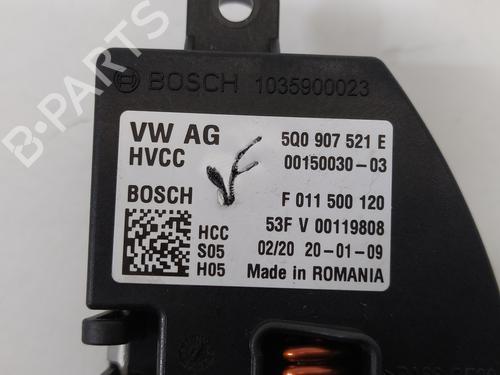 B-PARTS
BOSCH 1035900023
VW AG 5Q0 907 521 E
HVCC 00150030-03
BOSCH F 011 500 120
53F V 00119808
HCC
S05 02/20 20-01-09
H05 Made in ROMANIA